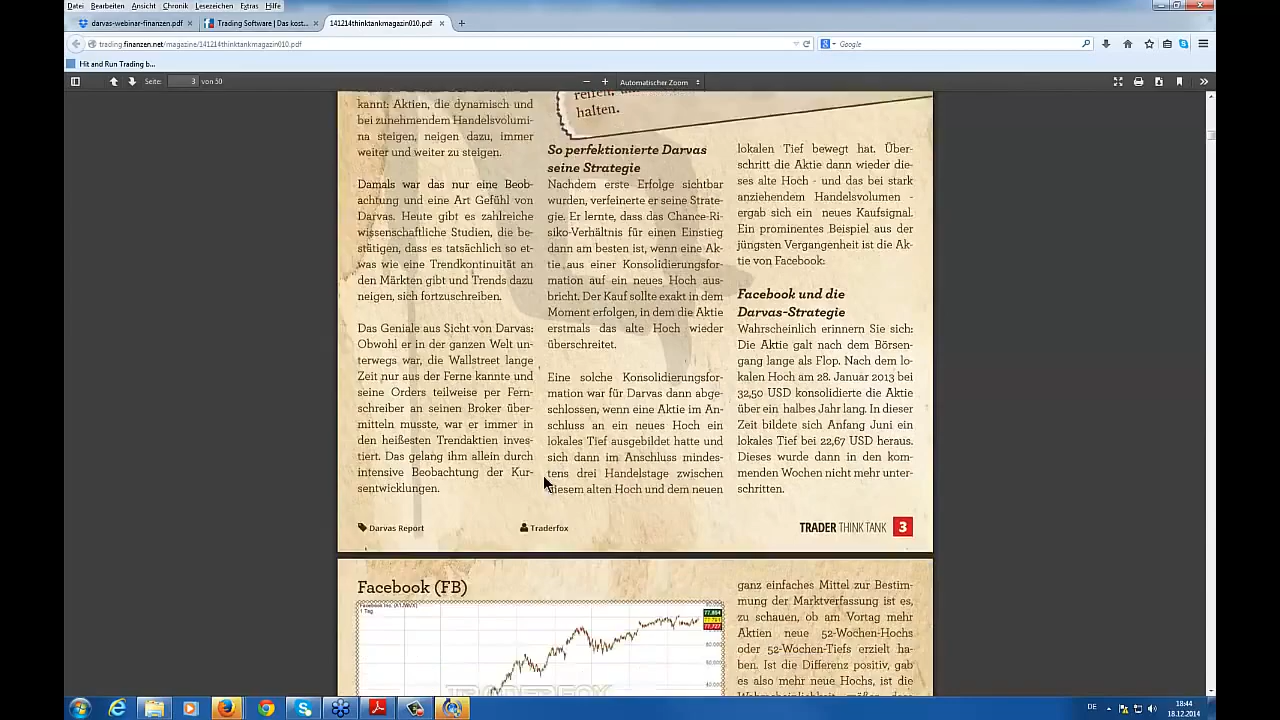 Datei Bearbeiten Ansicht Chronik Lesezeichen Extras Hilfe
darvas-webinar-finanzen.pdf
Trading Software | Das kost...
141214thinktankmagazin010.pdf
trading.finanzen.net/magazine/141214thinktankmagazin010.pdf
Google
Hit and Run Trading b...
Seite: 3 von 50
Automatischer Zoom
kannt: Aktien, die dynamisch und
bei zunehmendem Handelsvolumi-
na steigen, neigen dazu, immer
weiter und weiter zu steigen.
Damals war das nur eine Beob-
achtung und eine Art Gefühl von
Darvas. Heute gibt es zahlreiche
wissenschaftliche Studien, die be-
stätigen, dass es tatsächlich so et-
was wie eine Trendkontinuität an
den Märkten gibt und Trends dazu
neigen, sich fortzuschreiben.
Das Geniale aus Sicht von Darvas:
Obwohl er in der ganzen Welt un-
terwegs war, die Wallstreet lange
Zeit nur aus der Ferne kannte und
seine Orders teilweise per Fern-
schreiber an seinen Broker über-
mitteln musste, war er immer in
den heißesten Trendaktien inves-
tiert. Das gelang ihm allein durch
intensive Beobachtung der Kur-
sentwicklungen.
halten.
So perfektionierte Darvas
seine Strategie
Nachdem erste Erfolge sichtbar
wurden, verfeinerte er seine Strate-
gie. Er lernte, dass das Chance-Ri-
siko-Verhältnis für einen Einstieg
dann am besten ist, wenn eine Ak-
tie aus einer Konsolidierungsfor-
mation auf ein neues Hoch aus-
bricht. Der Kauf sollte exakt in dem
Moment erfolgen, in dem die Aktie
erstmals das alte Hoch wieder
überschreitet.
Eine solche Konsolidierungsfor-
mation war für Darvas dann abge-
schlossen, wenn eine Aktie im An-
schluss an ein neues Hoch ein
lokales Tief ausgebildet hatte und
sich dann im Anschluss mindes-
tens drei Handelstage zwischen
diesem alten Hoch und dem neuen
lokalen Tief bewegt hat. Über-
schritt die Aktie dann wieder die-
ses alte Hoch - und das bei stark
anziehendem Handelsvolumen -
ergab sich ein neues Kaufsignal.
Ein prominentes Beispiel aus der
jüngsten Vergangenheit ist die Ak-
tie von Facebook:
Facebook und die
Darvas-Strategie
Wahrscheinlich erinnern Sie sich:
Die Aktie galt nach dem Börsen-
gang lange als Flop. Nach dem lo-
kalen Hoch am 28. Januar 2013 bei
32,50 USD konsolidierte die Aktie
über ein halbes Jahr lang. In dieser
Zeit bildete sich Anfang Juni ein
lokales Tief bei 22,67 USD heraus.
Dieses wurde dann in den kom-
menden Wochen nicht mehr unter-
schritten.
Darvas Report
Traderfox
TRADER THINK TANK 3
Facebook (FB)
1 Tag
TRADERFOX
ganz einfaches Mittel zur Bestim-
mung der Marktverfassung ist es,
zu schauen, ob am Vortag mehr
Aktien neue 52-Wochen-Hochs
oder 52-Wochen-Tiefs erzielt ha-
ben. Ist die Differenz positiv, gab
es also mehr neue Hochs, ist die
DE
18:44
18.12.2014